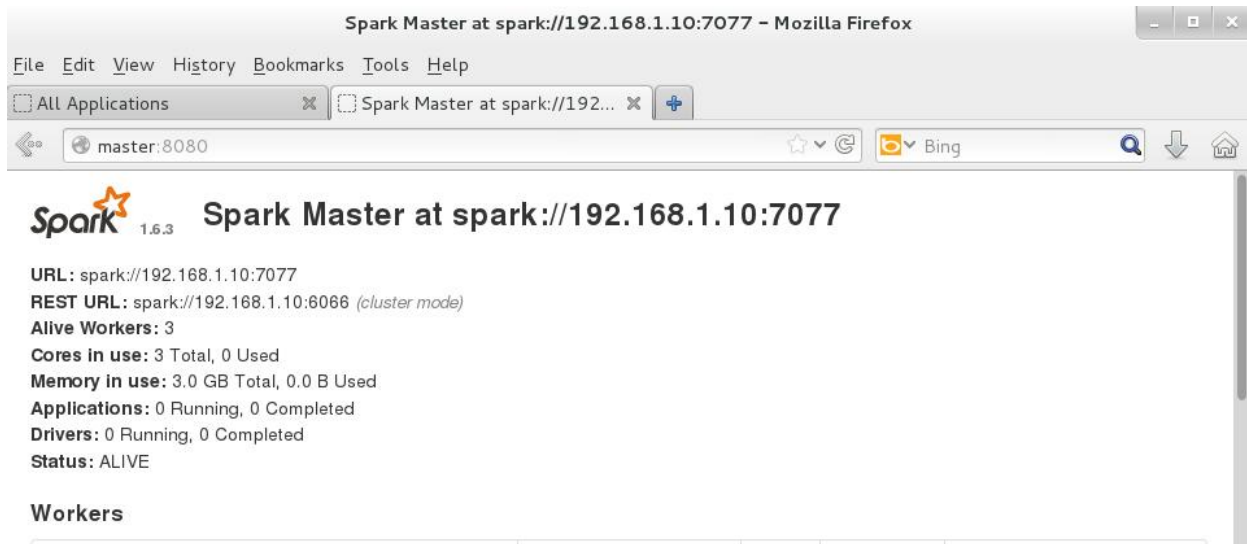 Spark Master at spark://192.168.1.10:7077 - Mozilla Firefox
File Edit View History Bookmarks Tools Help
All Applications
Spark Master at spark://192...
master:8080
Bing
Spark 1.6.3 Spark Master at spark://192.168.1.10:7077
URL: spark://192.168.1.10:7077
REST URL: spark://192.168.1.10:6066 (cluster mode)
Alive Workers: 3
Cores in use: 3 Total, 0 Used
Memory in use: 3.0 GB Total, 0.0 B Used
Applications: 0 Running, 0 Completed
Drivers: 0 Running, 0 Completed
Status: ALIVE
Workers